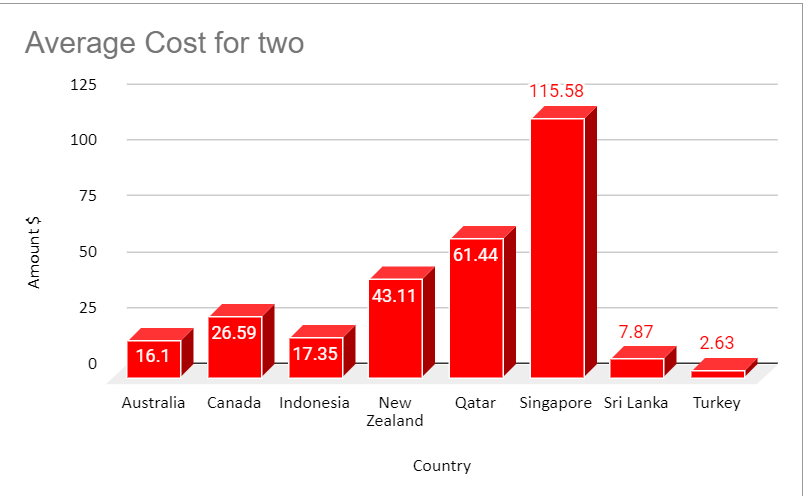 Average Cost for two
125
100
75
50
25
0
Amount $
16.1
26.59
17.35
43.11
61.44
115.58
7.87
2.63
Australia
Canada
Indonesia
New
Zealand
Qatar
Singapore
Sri Lanka
Turkey
Country